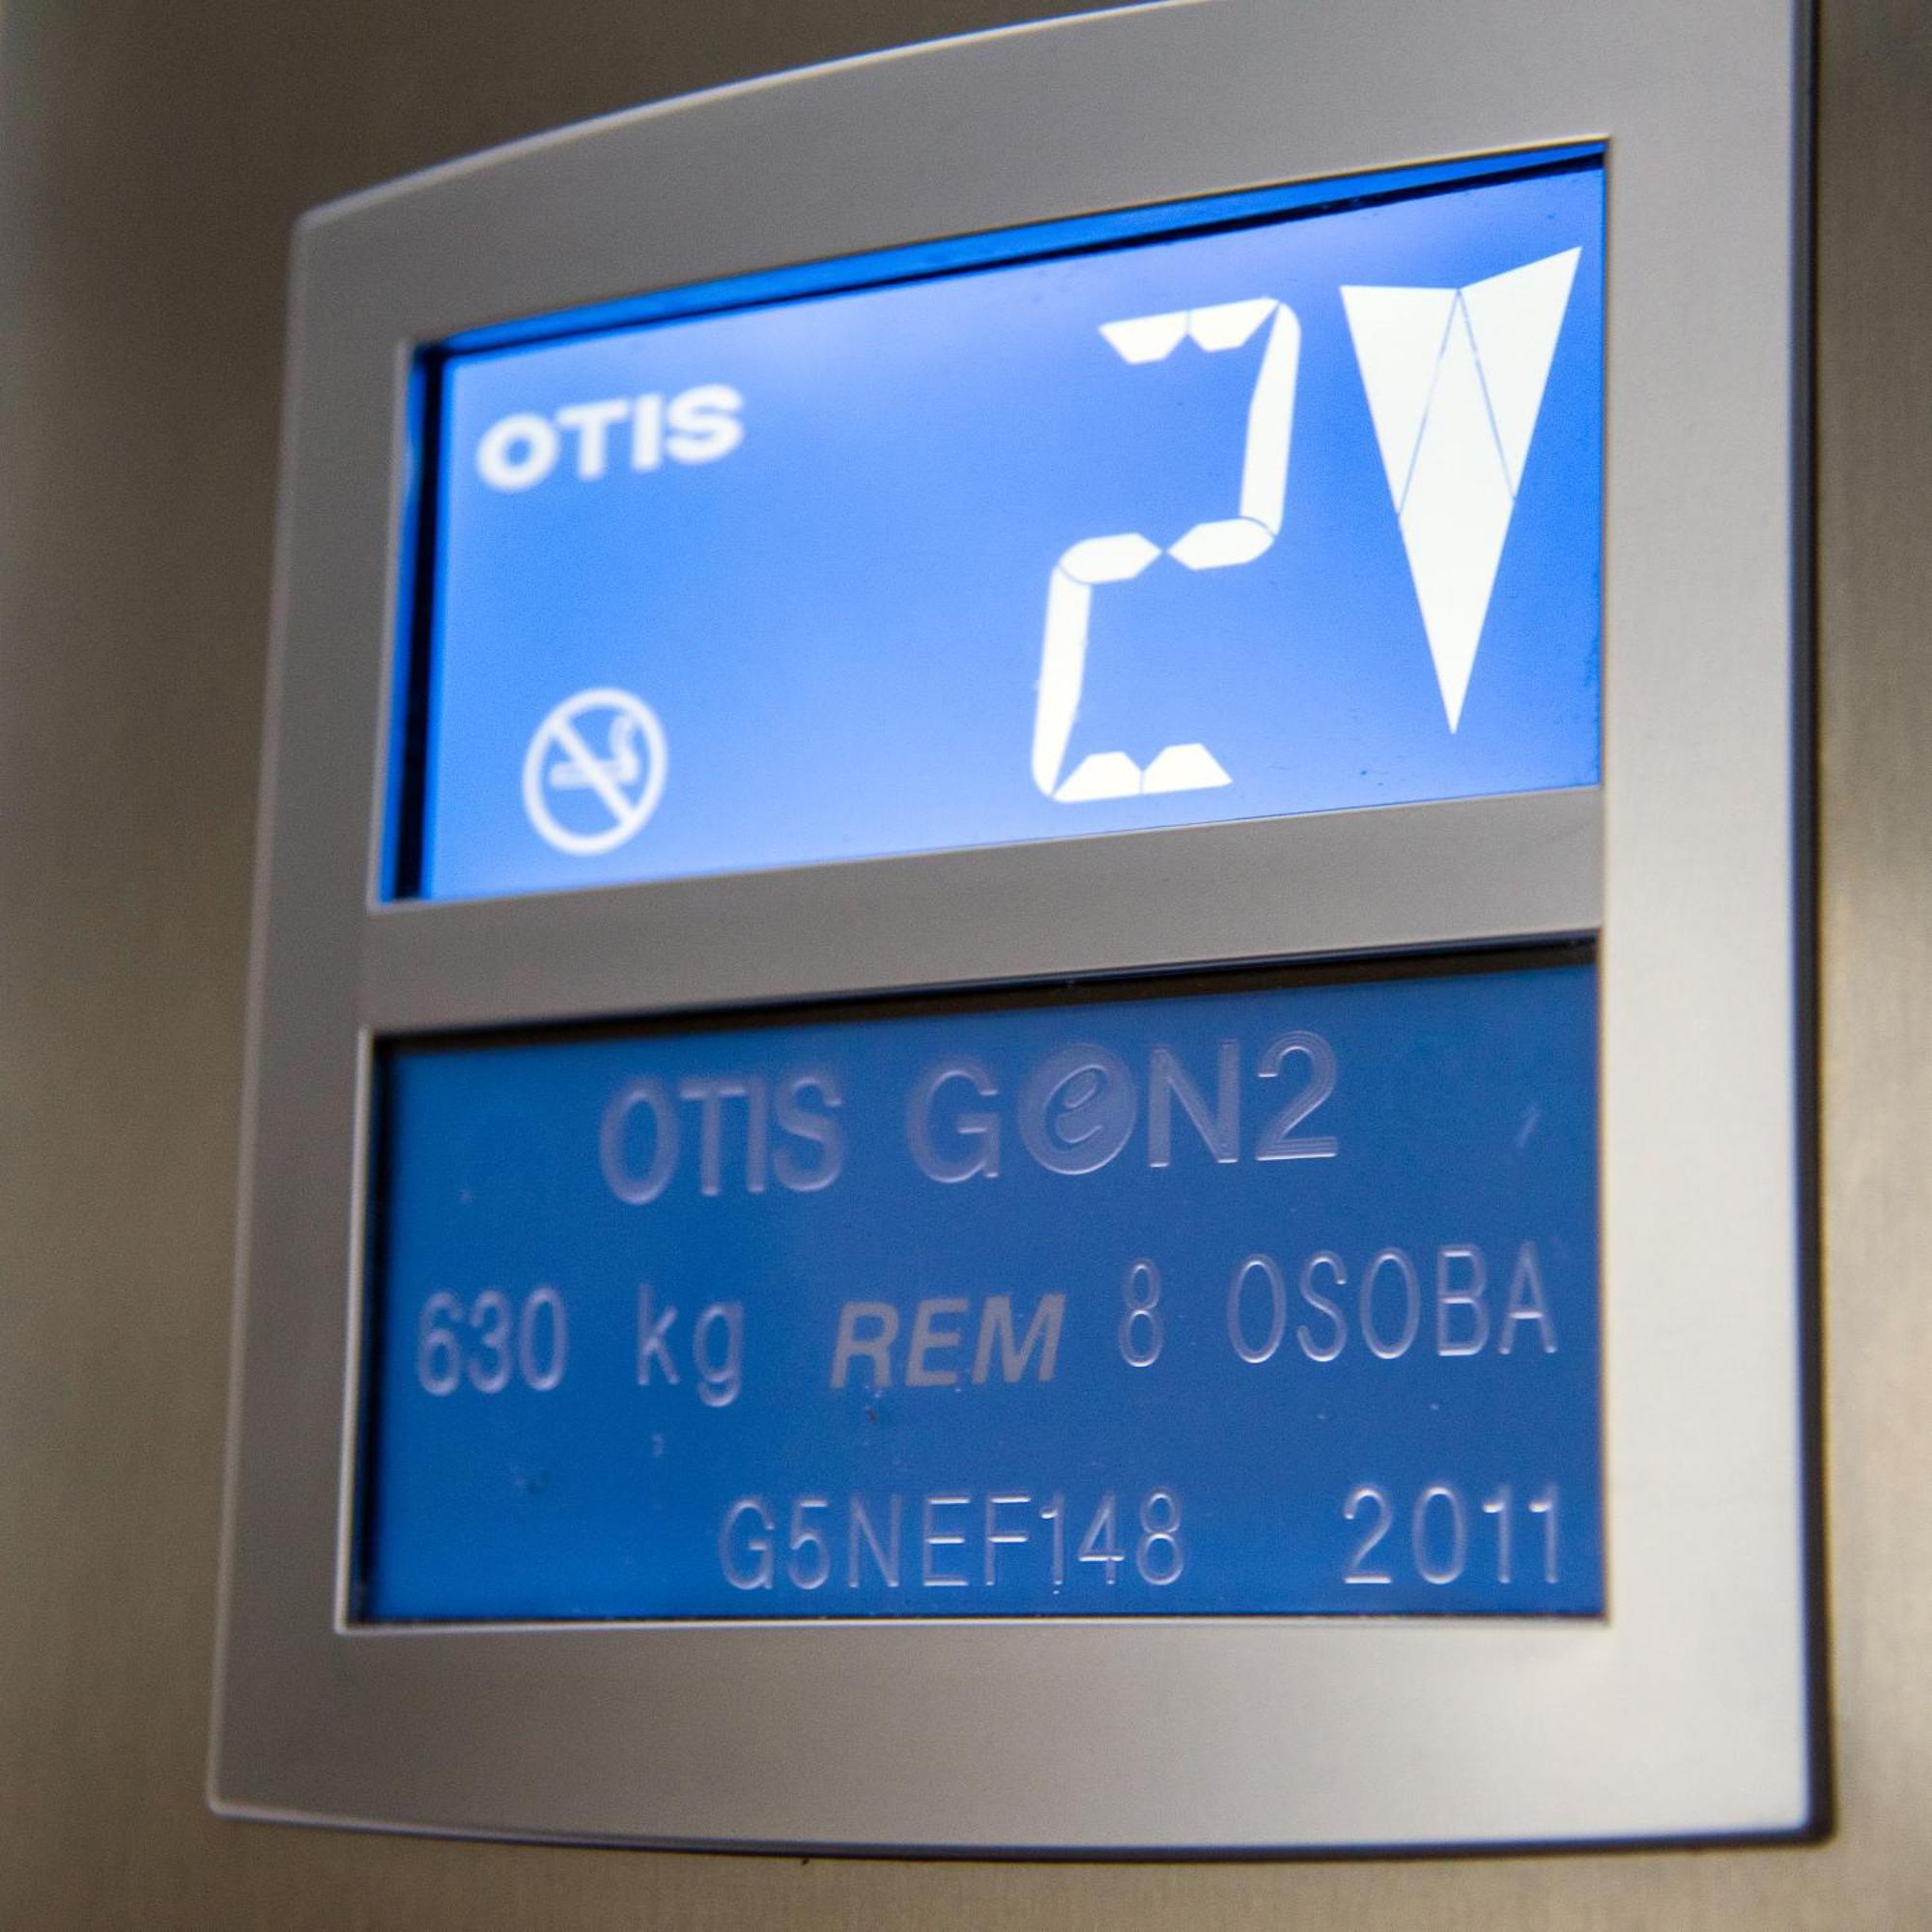 OTIS
2
OTIS GeN2
630 kg REM 8 OSOBA
G5NEF148 2011